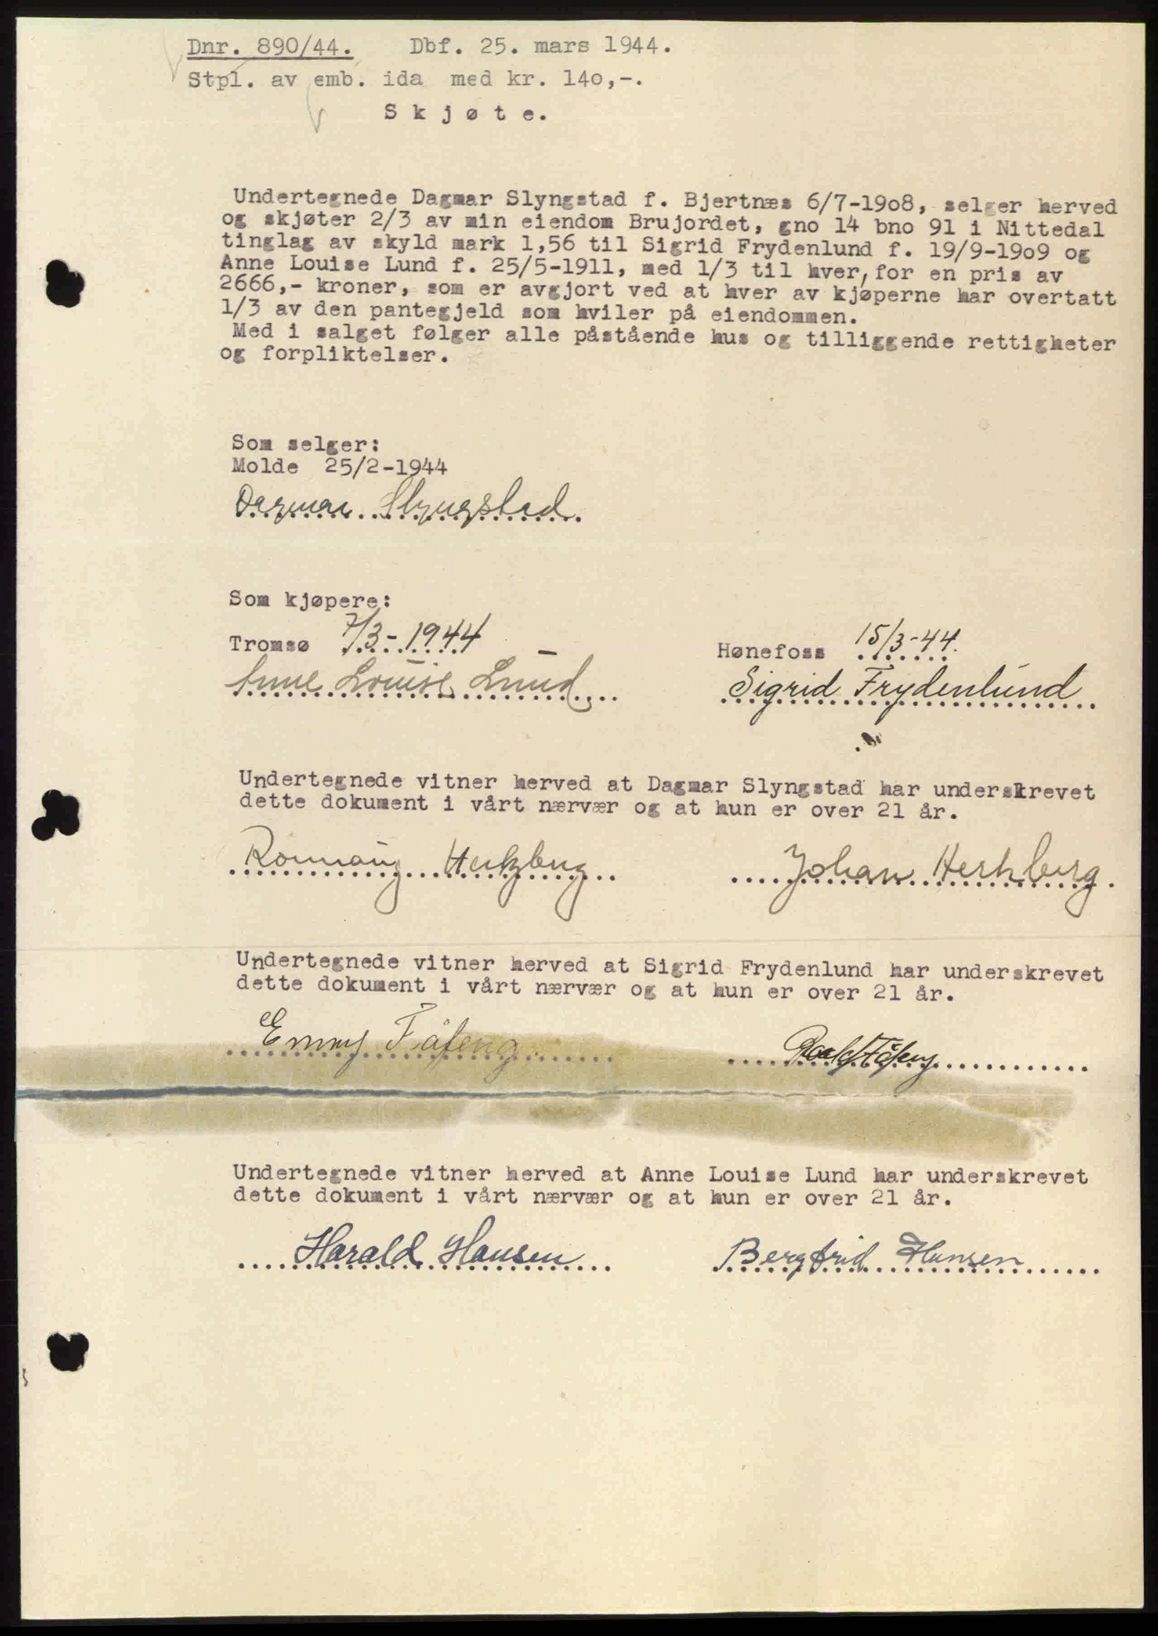 Dnr. 890/44. Dbf. 25. mars 1944.
Stpl. av emb. ida med kr. 140,-.
Skjøte.
Undertegnede Dagmar Slyngstad f. Bjertnæs 6/7-1908, selger herved
og skjøter 2/3 av min eiendom Brujordet, gno 14 bno 91 i Nittedal
tinglag av skyld mark 1,56 til Sigrid Frydenlund f. 19/9-1909 og
Anne Louise Lund f. 25/5-1911, med 1/3 til hver, for en pris av
2666,- kroner, som er avgjort ved at hver av kjøperne har overtatt
1/3 av den pantegjeld som hviler på eiendommen.
Med i salget følger alle påstående hus og tilliggende rettigheter
og forpliktelser.
Som selger:
Molde 25/2-1944
Dagmar Slyngstad
Som kjøpere:
Tromsø 7/3-1944 Hønefoss 15/3-44.
Anne Louise Lund Sigrid Frydenlund
Undertegnede vitner herved at Dagmar Slyngstad har underskrevet
dette dokument i vårt nærvær og at hun er over 21 år.
Johan Hertzberg
Undertegnede vitner herved at Sigrid Frydenlund har underskrevet
dette dokument i vårt nærvær og at hun er over 21 år.
Emmy Tåfeng
Undertegnede vitner herved at Anne Louise Lund har underskrevet
dette dokument i vårt nærvær og at hun er over 21 år.
Harald Hansen Bergfrid Hansen